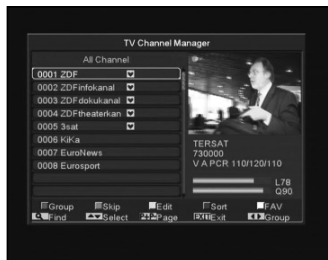 TV Channel Manager
All Channel
0001 ZDF
0002 ZDFinfokanal
0003 ZDFdokukanal
0004 ZDFtheaterkan
0005 3sat
0006 KiKa
0007 EuroNews
0008 Eurosport
TERSAT
730000
V A PCR 110/120/110
L78
Q90
Group Skip Edit Sort FAV
Find Select P+P- Page EXIT Exit Group